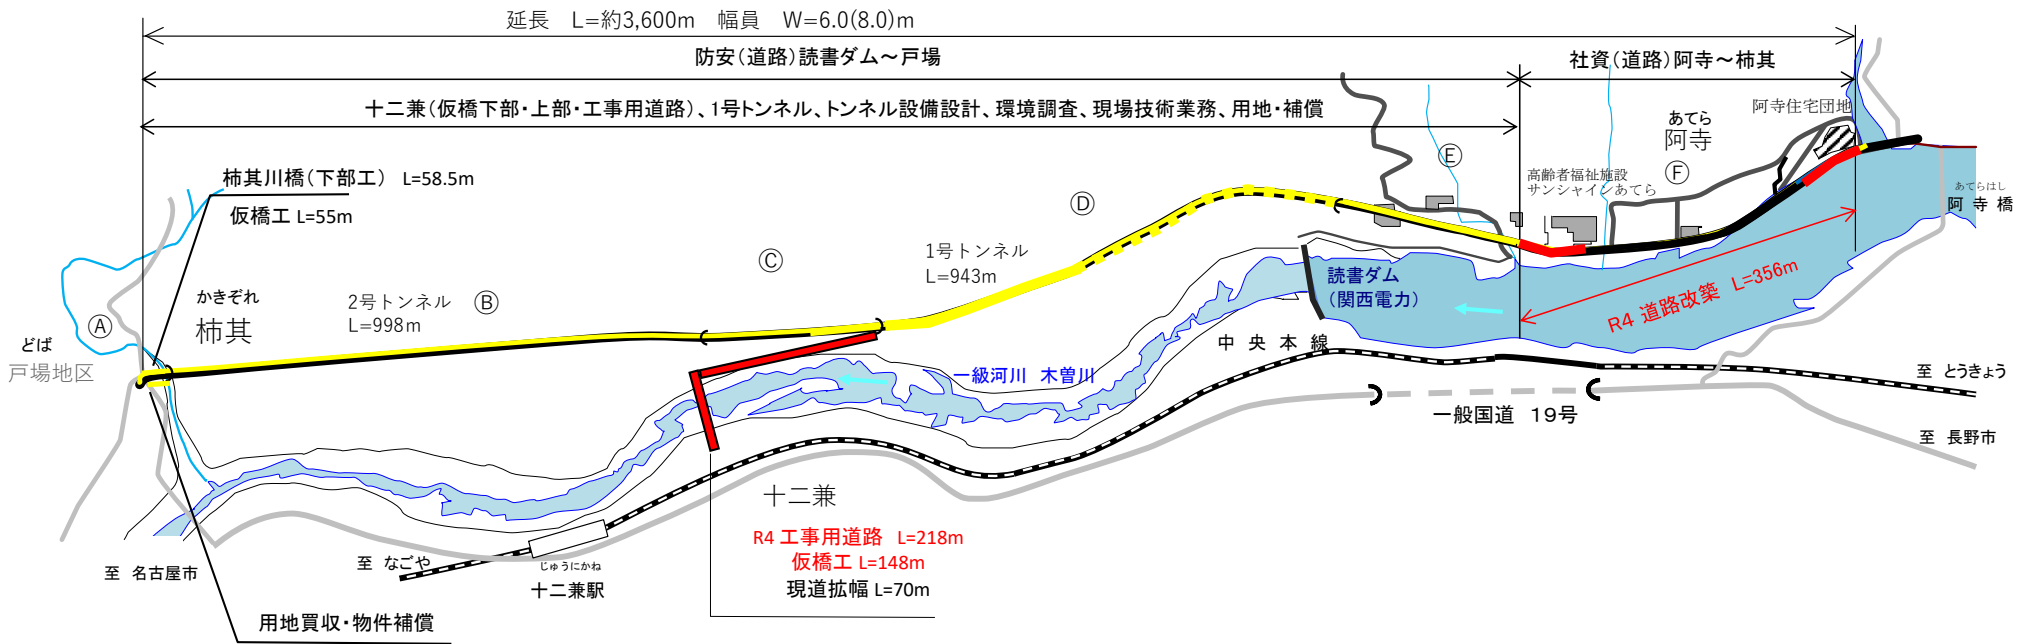 延長　L=約3,600m　幅員　W=6.0(8.0)m
防安（道路）読書ダム～戸場
社資（道路）阿寺～柿其
十二兼（仮橋下部・上部・工事用道路）、1号トンネル、トンネル設備設計、環境調査、現場技術業務、用地・補償
阿寺住宅団地
あてら
阿寺
柿其川橋（下部工）　L=58.5m
仮橋工 L=55m
高齢者福祉施設
サンシャインあてら
あてらはし
阿 寺 橋
Ⓐ
Ⓑ
Ⓒ
Ⓓ
Ⓔ
Ⓕ
1号トンネル
L=943m
2号トンネル
L=998m
かきぞれ
柿其
どば
戸場地区
読書ダム
（関西電力）
R4 道路改築　L=356m
中 央 本 線
一級河川　木曽川
至　とうきょう
一般国道　19号
至　長野市
十二兼
R4 工事用道路　L=218m
仮橋工 L=148m
現道拡幅 L=70m
至　なごや
じゅうにかね
十二兼駅
至　名古屋市
用地買収・物件補償